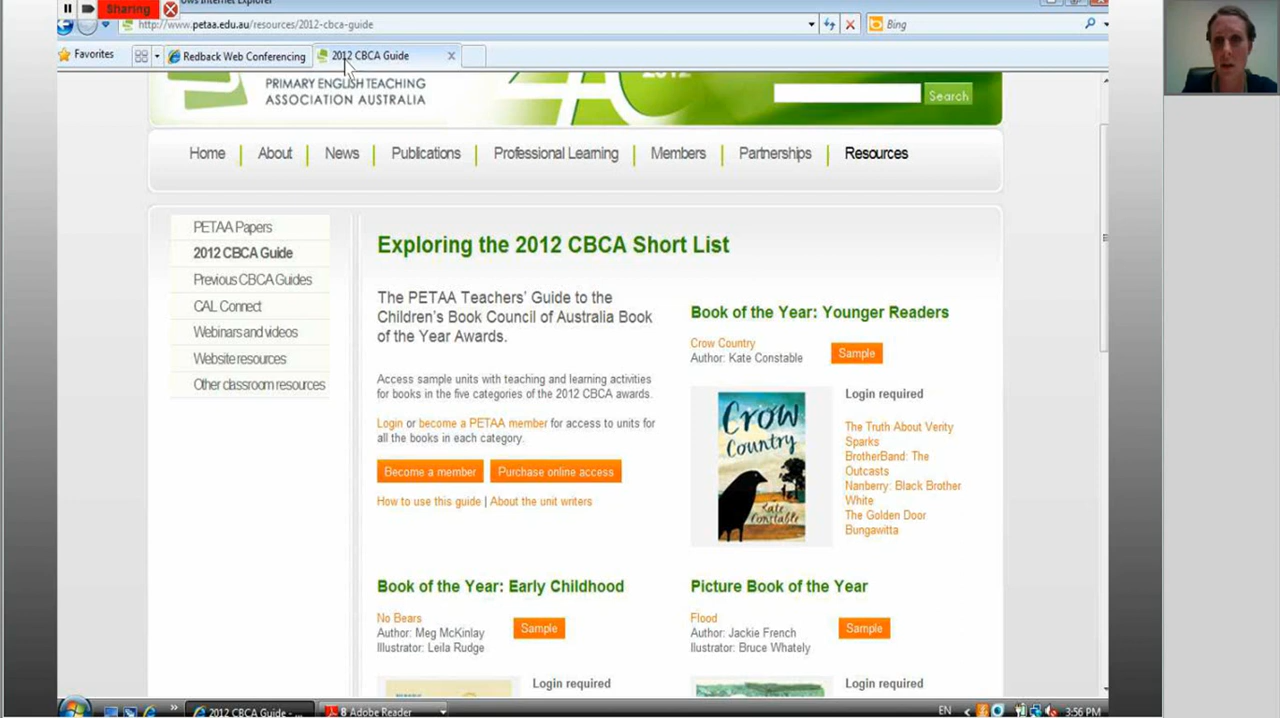 ows Internet Explorer
Sharing
http://www.petaa.edu.au/resources/2012-cbca-guide
Bing
Favorites
Redback Web Conferencing
2012 CBCA Guide
2012
PRIMARY ENGLISH TEACHING
ASSOCIATION AUSTRALIA
Search
Home
About
News
Publications
Professional Learning
Members
Partnerships
Resources
PETAA Papers
2012 CBCA Guide
Previous CBCA Guides
CAL Connect
Webinars and videos
Website resources
Other classroom resources
Exploring the 2012 CBCA Short List
The PETAA Teachers' Guide to the
Children's Book Council of Australia Book
of the Year Awards.
Access sample units with teaching and learning activities
for books in the five categories of the 2012 CBCA awards.
Login or become a PETAA member for access to units for
all the books in each category.
Become a member
Purchase online access
How to use this guide | About the unit writers
Book of the Year: Younger Readers
Crow Country
Author: Kate Constable
Sample
Crow
Country
Kate
Constable
Login required
The Truth About Verity
Sparks
BrotherBand: The
Outcasts
Nanberry: Black Brother
White
The Golden Door
Bungawitta
Book of the Year: Early Childhood
No Bears
Author: Meg McKinlay
Illustrator: Leila Rudge
Sample
Login required
Picture Book of the Year
Flood
Author: Jackie French
Ilustrator: Bruce Whately
Sample
Login required
2012 CBCA Guide - ...
8 Adobe Reader
EN
3:56 PM